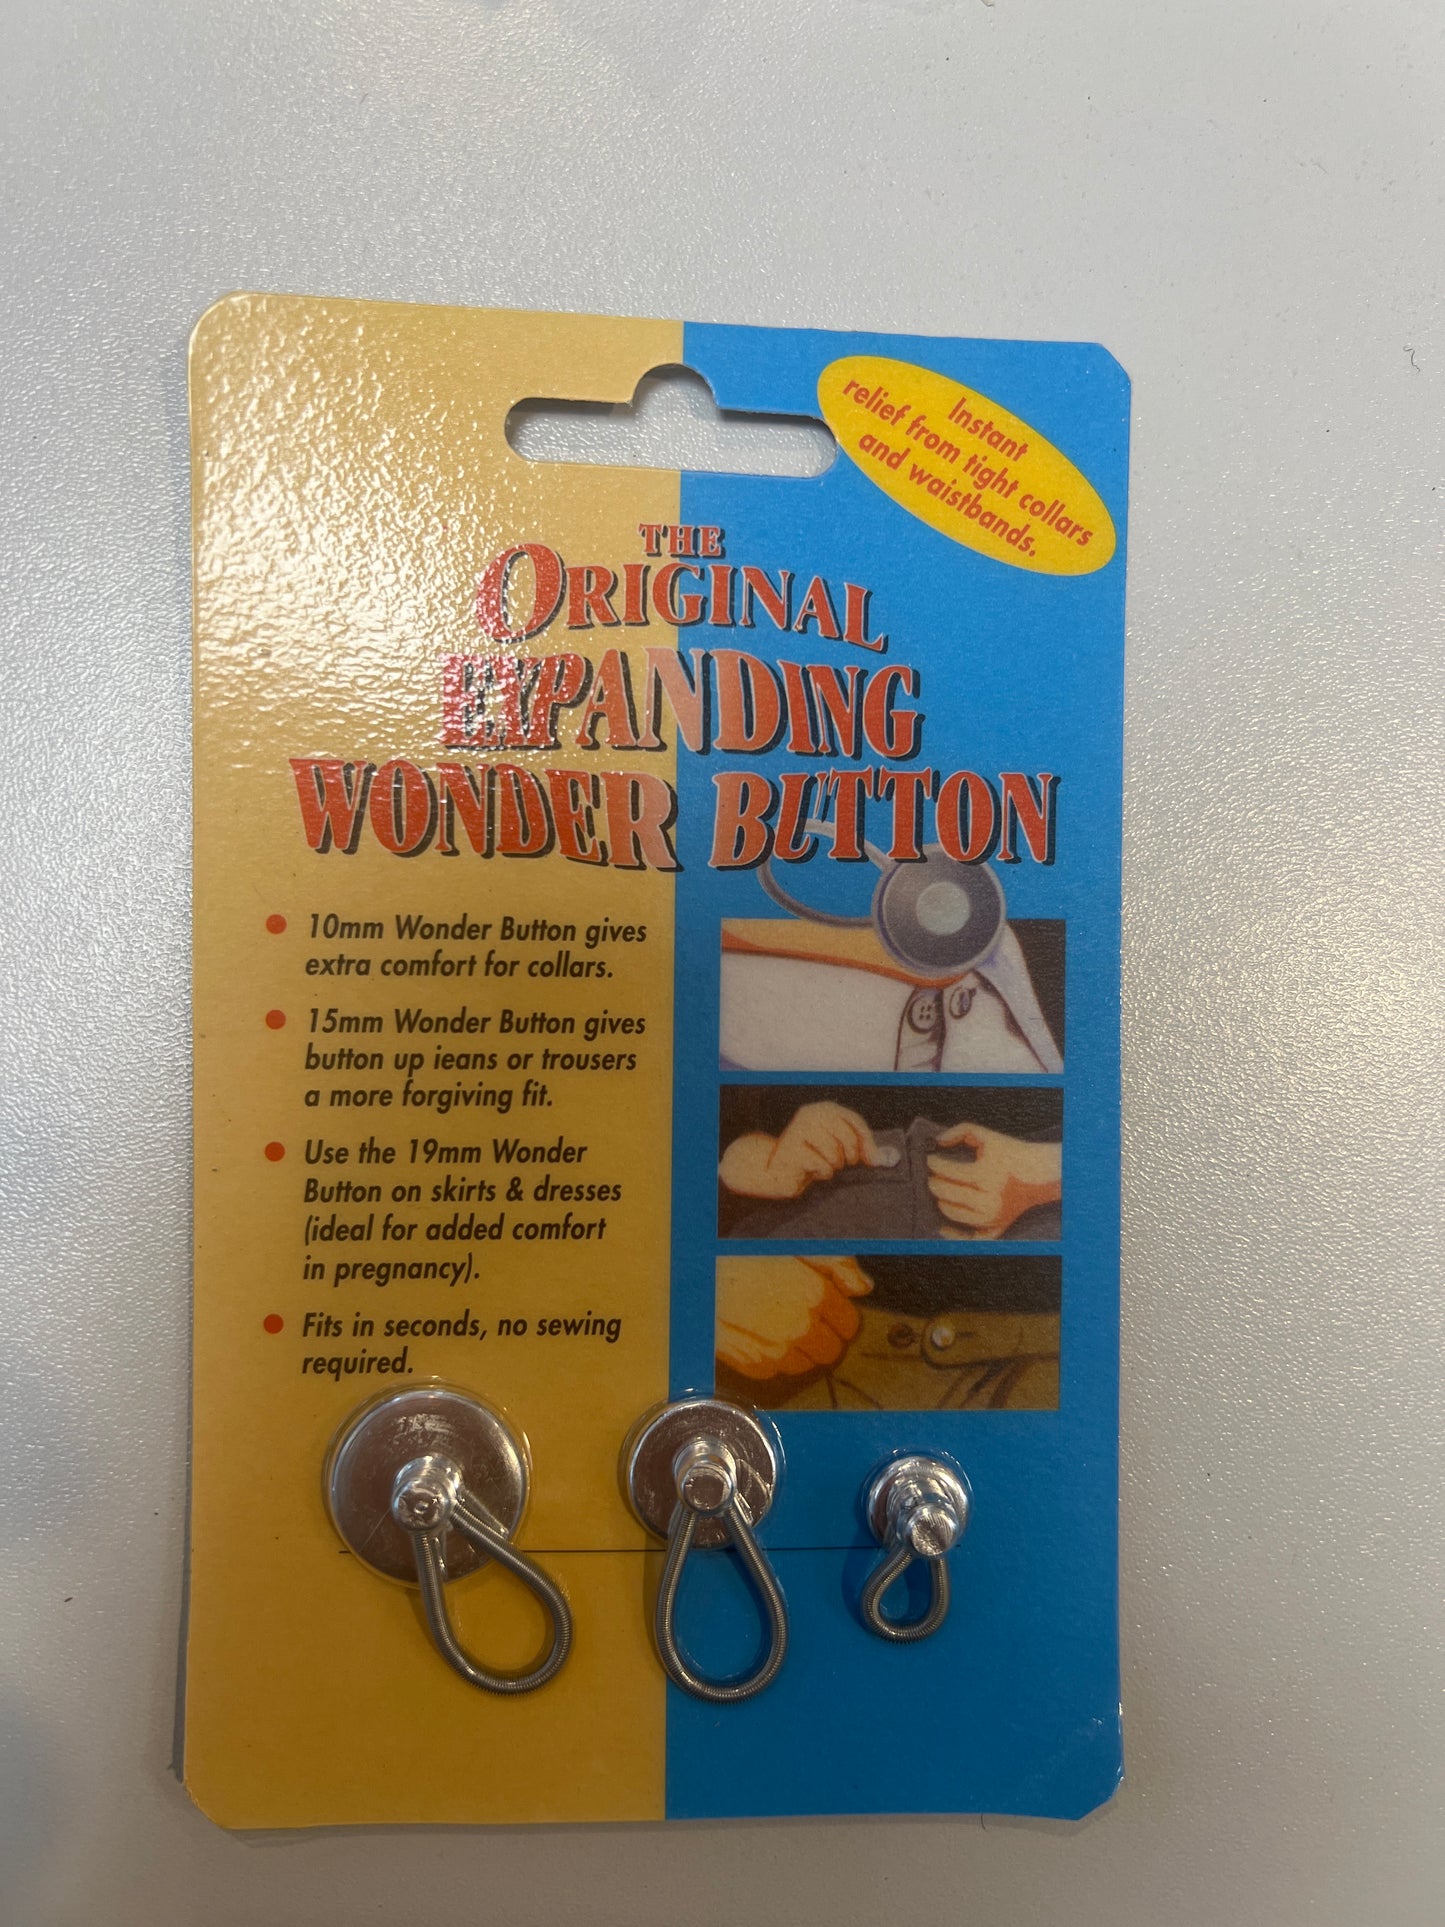 Instant
relief from tight collars
and waistbands.
THE
ORIGINAL
EXPANDING
WONDER BUTTON
• 10mm Wonder Button gives
extra comfort for collars.
• 15mm Wonder Button gives
button up ieans or trousers
a more forgiving fit.
• Use the 19mm Wonder
Button on skirts & dresses
(ideal for added comfort
in pregnancy).
• Fits in seconds, no sewing
required.